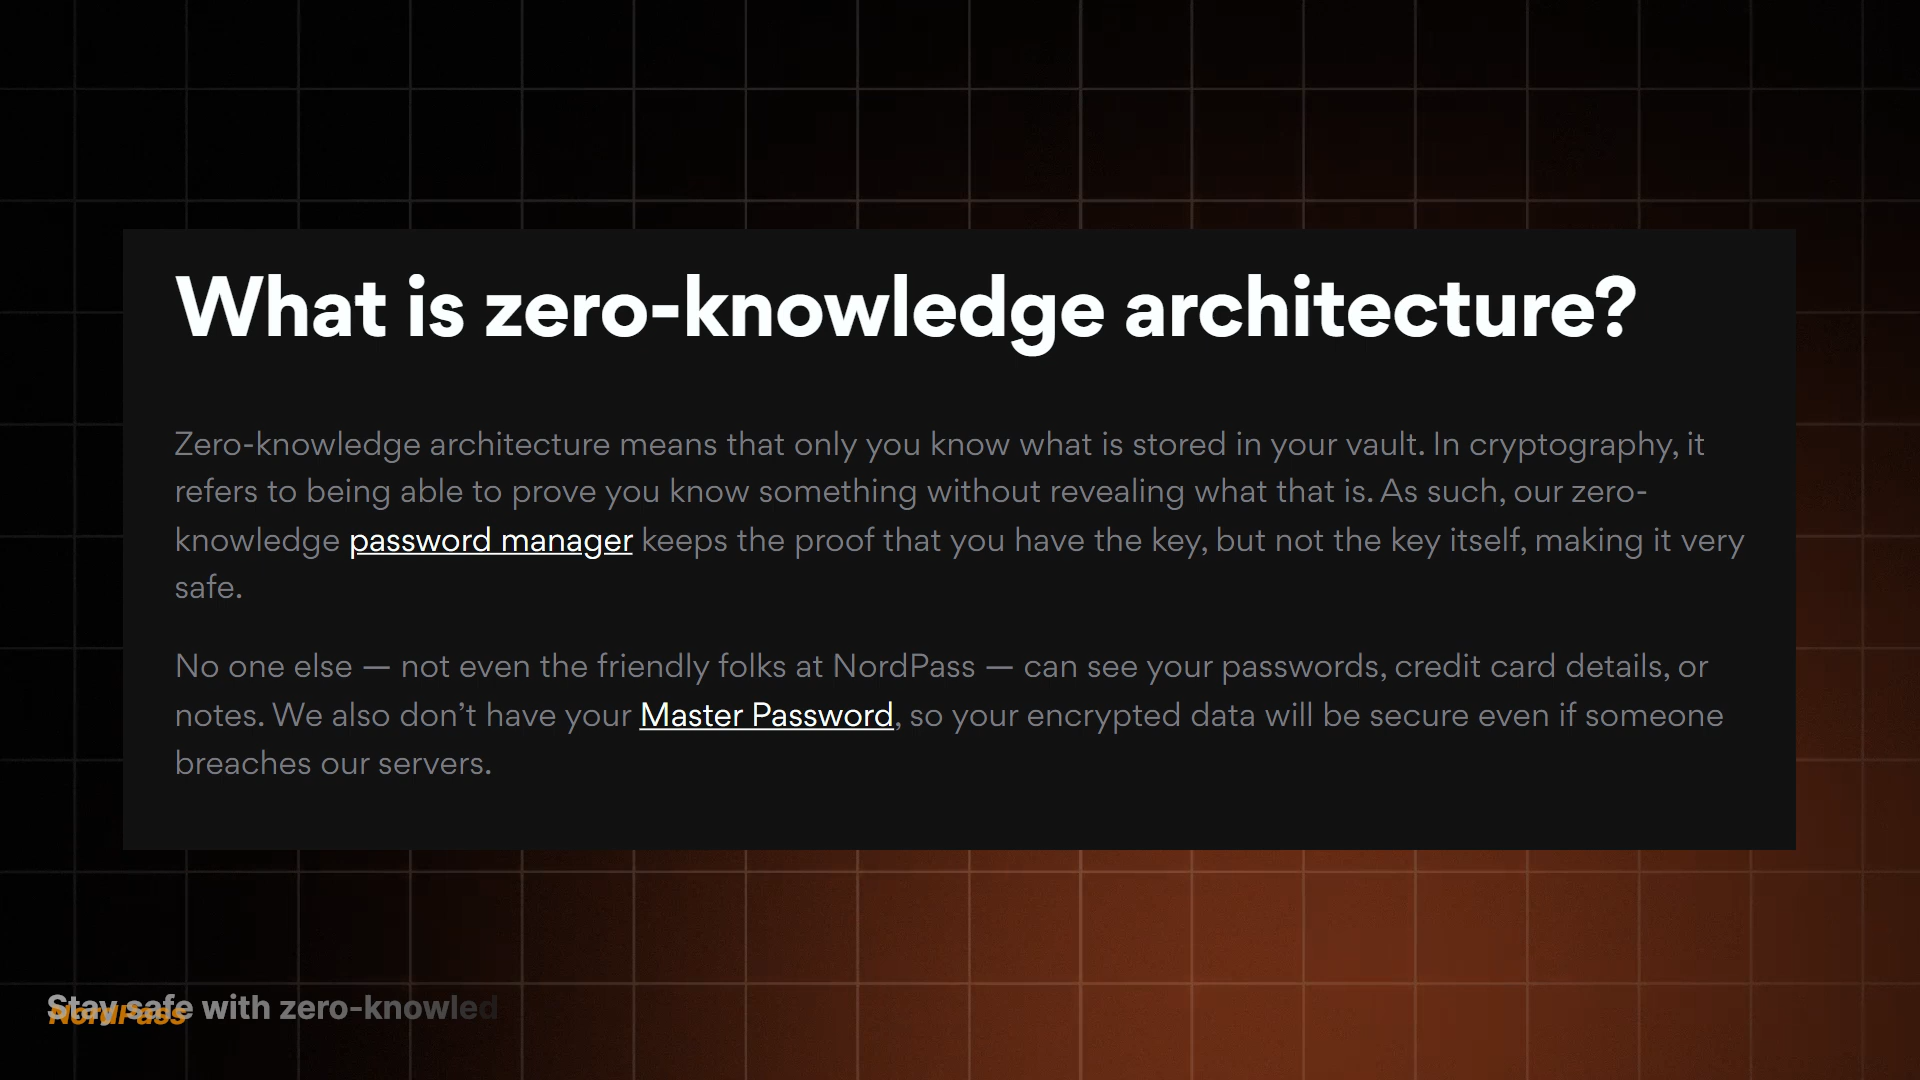 What is zero-knowledge architecture?
Zero-knowledge architecture means that only you know what is stored in your vault. In cryptography, it
refers to being able to prove you know something without revealing what that is. As such, our zero-
knowledge password manager keeps the proof that you have the key, but not the key itself, making it very
safe.
No one else — not even the friendly folks at NordPass — can see your passwords, credit card details, or
notes. We also don’t have your Master Password, so your encrypted data will be secure even if someone
breaches our servers.
Stay safe with zero-knowled
NordPass